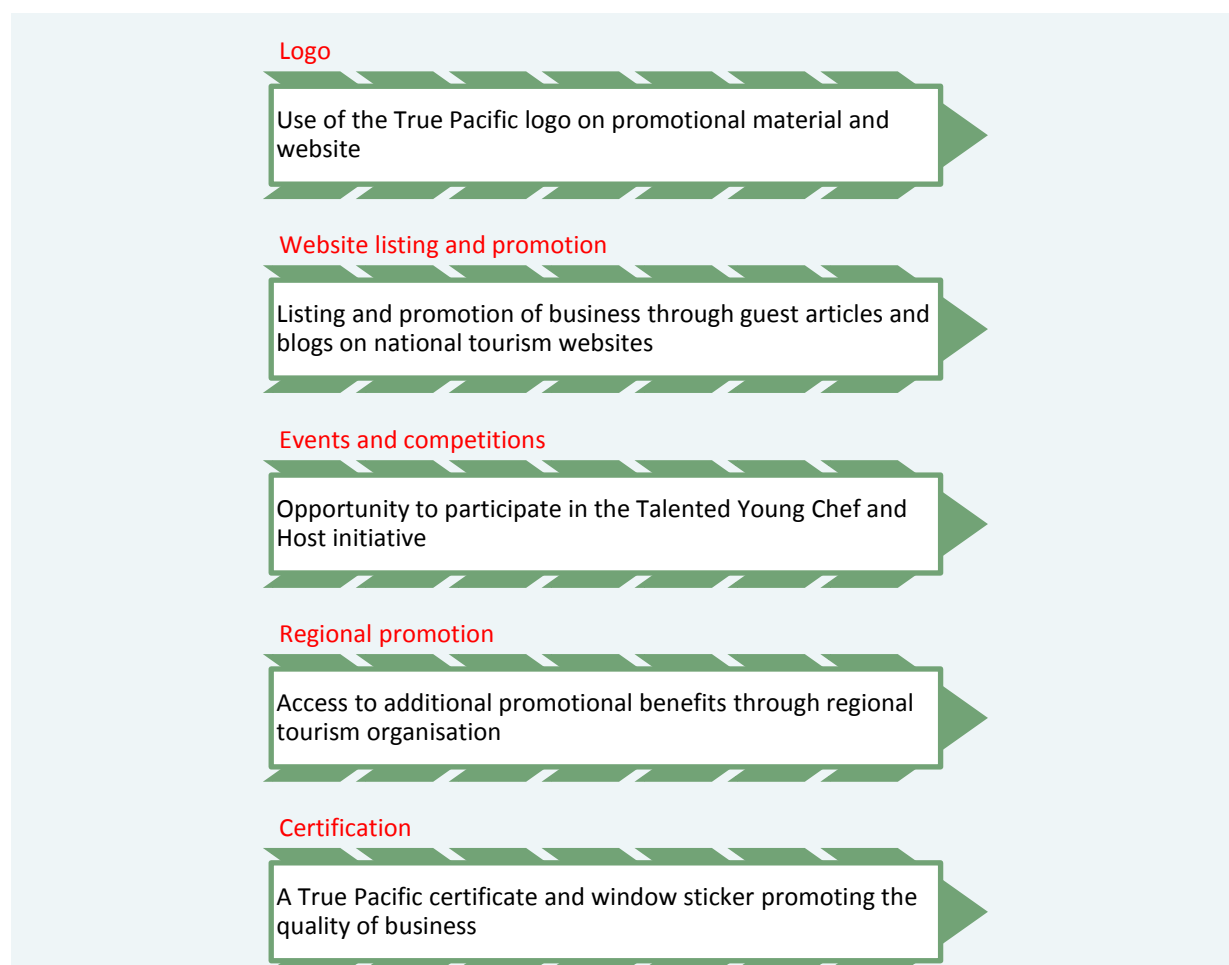 Logo
Use of the True Pacific logo on promotional material and
website
Website listing and promotion
Listing and promotion of business through guest articles and
blogs on national tourism websites
Events and competitions
Opportunity to participate in the Talented Young Chef and
Host initiative
Regional promotion
Access to additional promotional benefits through regional
tourism organisation
Certification
A True Pacific certificate and window sticker promoting the
quality of business